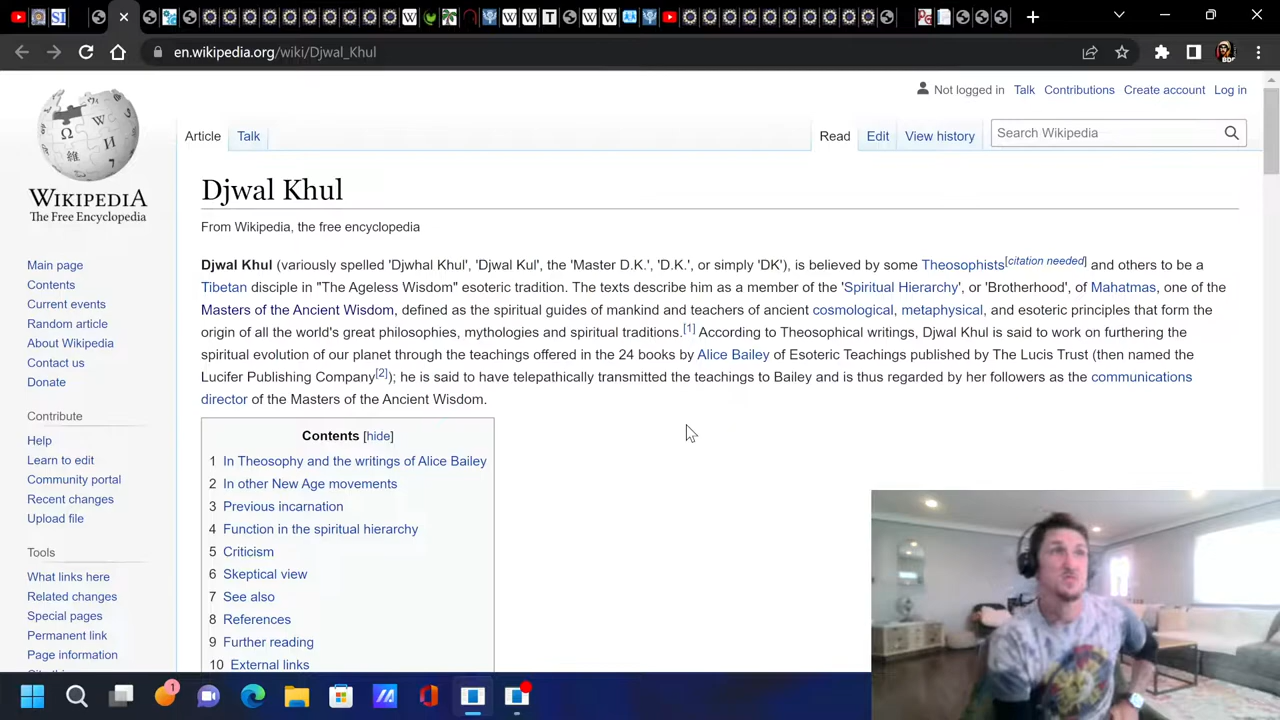 en.wikipedia.org/wiki/Djwal_Khul
Not logged in Talk Contributions Create account Log in
Article Talk Read Edit View history Search Wikipedia
WIKIPEDIA
The Free Encyclopedia
Main page
Contents
Current events
Random article
About Wikipedia
Contact us
Donate
Contribute
Help
Learn to edit
Community portal
Recent changes
Upload file
Tools
What links here
Related changes
Special pages
Permanent link
Page information
Djwal Khul
From Wikipedia, the free encyclopedia
Djwal Khul (variously spelled 'Djwhal Khul', 'Djwal Kul', the 'Master D.K.', 'D.K.', or simply 'DK'), is believed by some Theosophists[citation needed] and others to be a
Tibetan disciple in "The Ageless Wisdom" esoteric tradition. The texts describe him as a member of the 'Spiritual Hierarchy', or 'Brotherhood', of Mahatmas, one of the
Masters of the Ancient Wisdom, defined as the spiritual guides of mankind and teachers of ancient cosmological, metaphysical, and esoteric principles that form the
origin of all the world's great philosophies, mythologies and spiritual traditions.[1] According to Theosophical writings, Djwal Khul is said to work on furthering the
spiritual evolution of our planet through the teachings offered in the 24 books by Alice Bailey of Esoteric Teachings published by The Lucis Trust (then named the
Lucifer Publishing Company[2]); he is said to have telepathically transmitted the teachings to Bailey and is thus regarded by her followers as the communications
director of the Masters of the Ancient Wisdom.
Contents [hide]
1 In Theosophy and the writings of Alice Bailey
2 In other New Age movements
3 Previous incarnation
4 Function in the spiritual hierarchy
5 Criticism
6 Skeptical view
7 See also
8 References
9 Further reading
10 External links
1